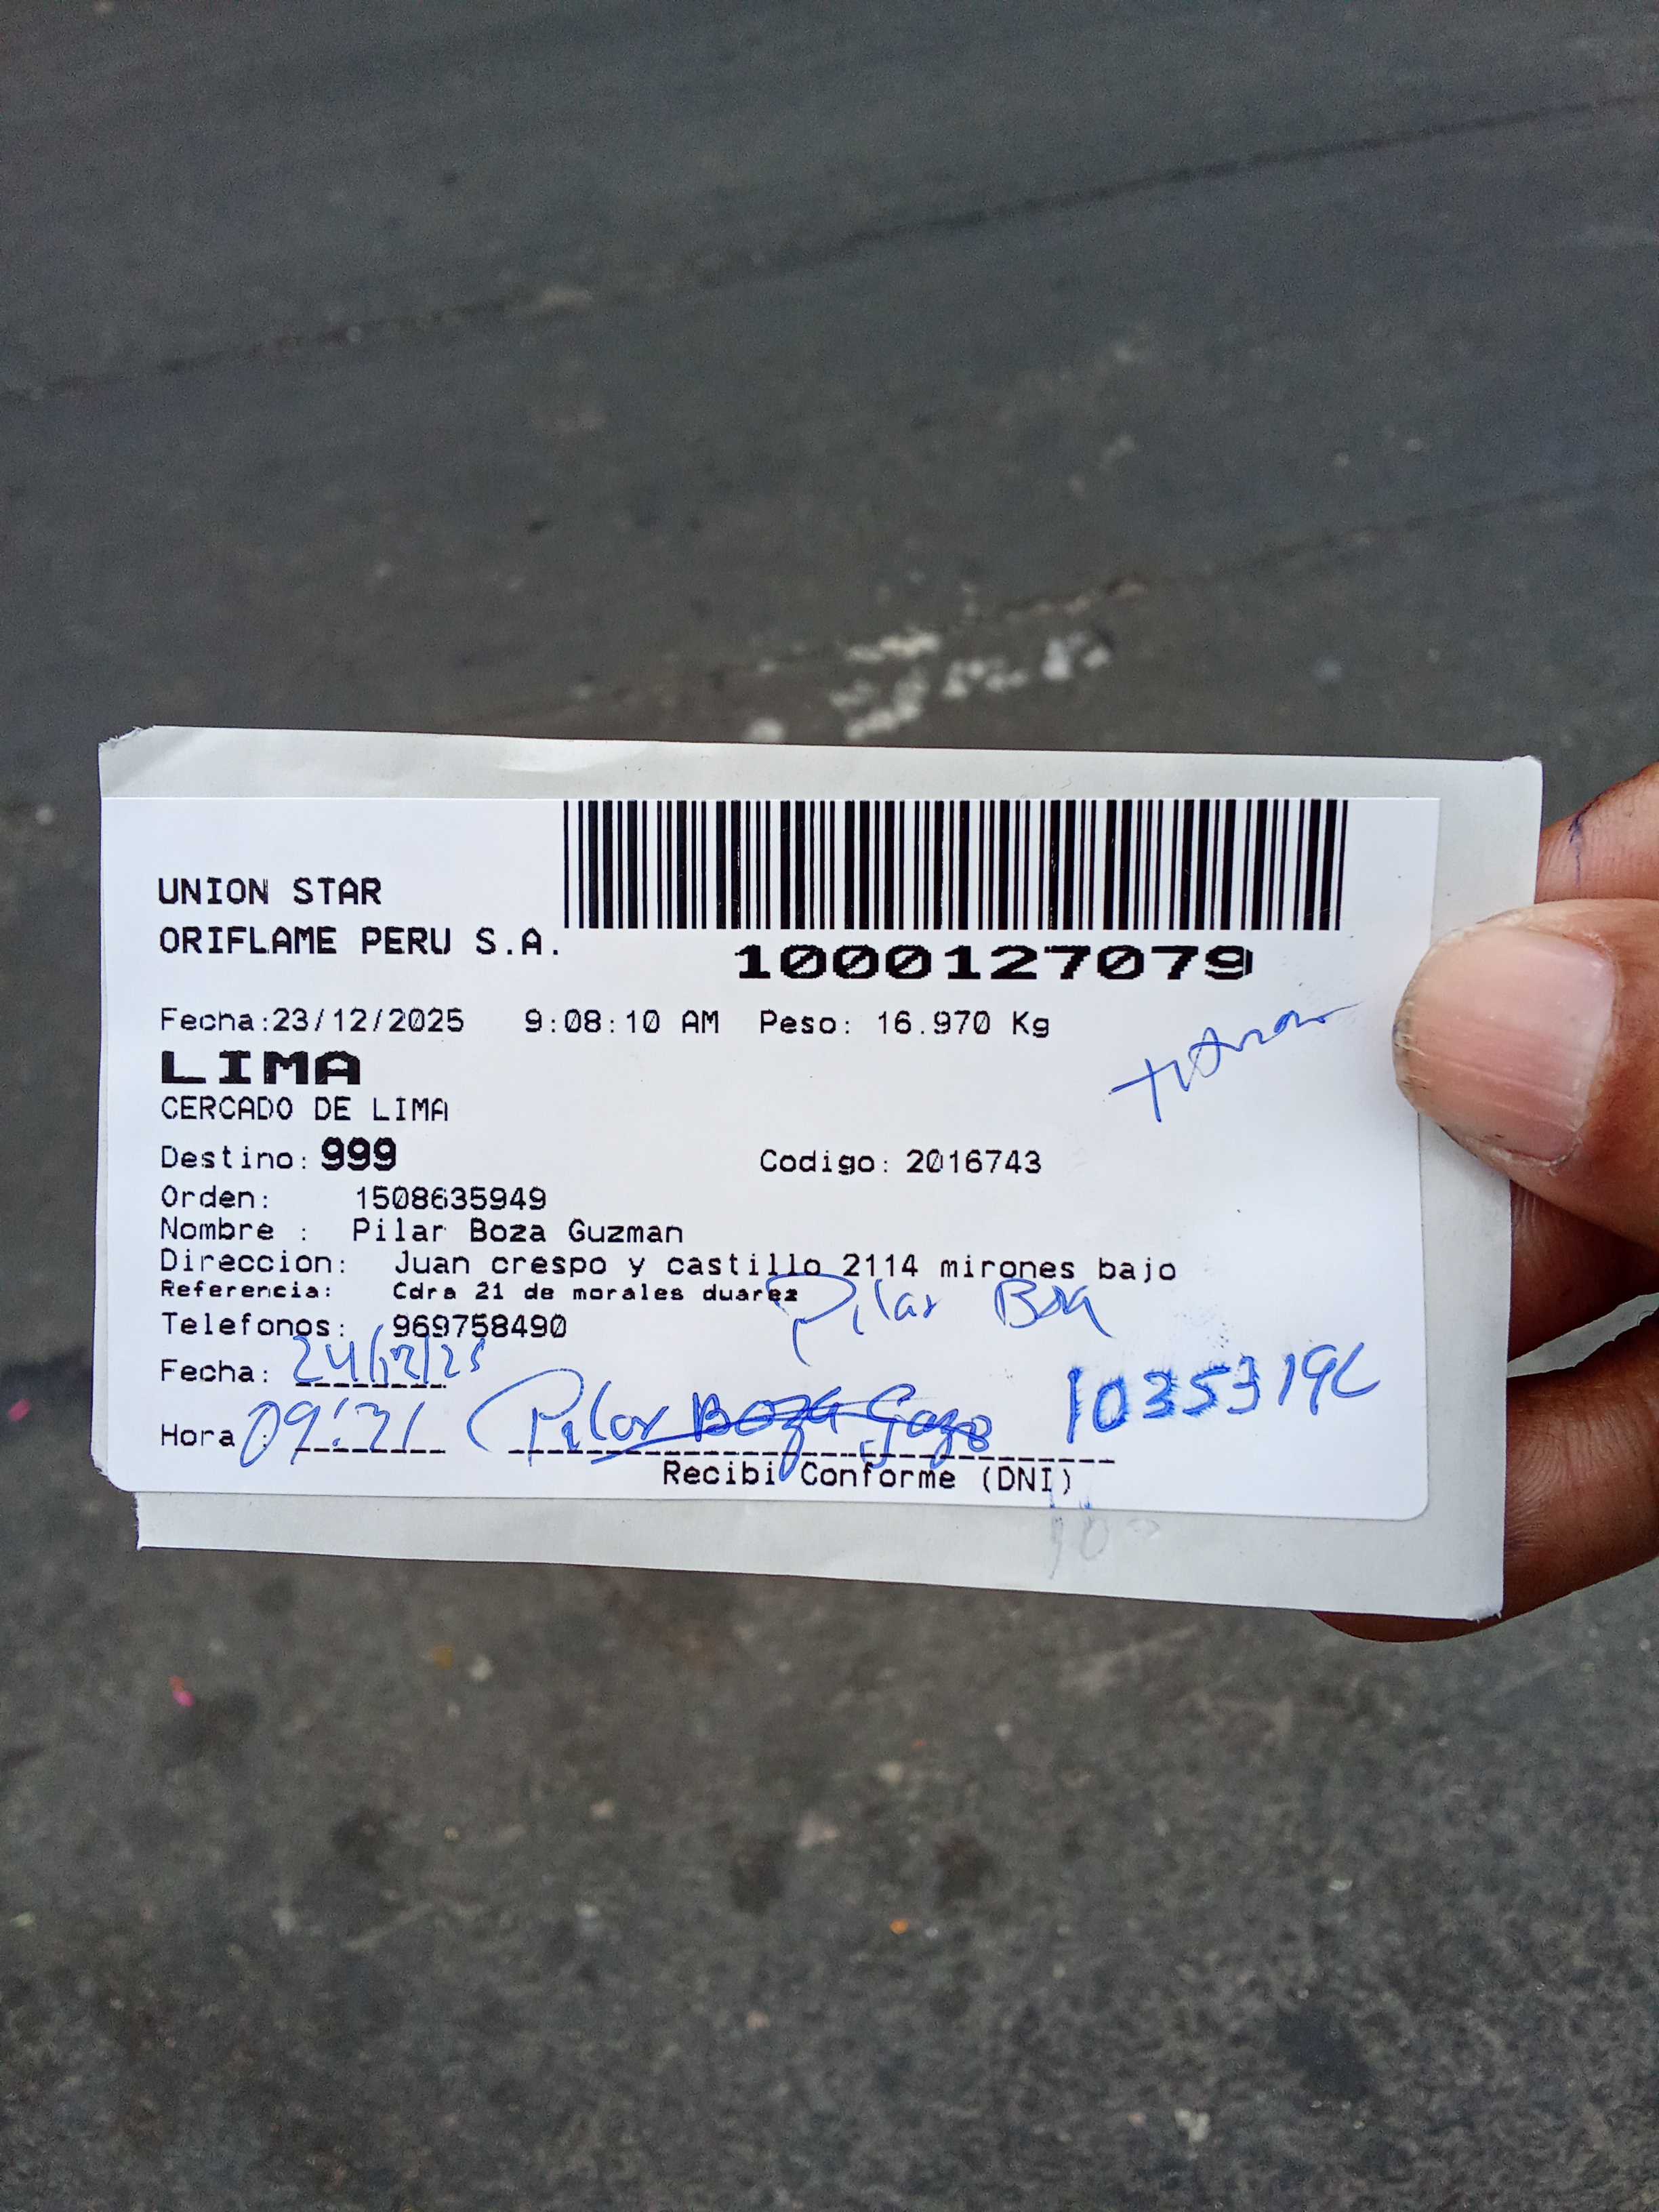 UNION STAR
ORIFLAME PERU S.A.
1000127079
Fecha:23/12/2025 9:08:10 AM Peso: 16.970 Kg
LIMA
CERCADO DE LIMA
Destino: 999 Codigo: 2016743
Orden: 1508635949
Nombre : Pilar Boza Guzman
Direccion: Juan crespo y castillo 2114 mirones bajo
Referencia: Cdra 21 de morales duarez
Pilar
Telefonos: 969758490
Fecha: 24/12/25
Hora : 09:31 Pilar Boza
Recibi Conforme (DNI)